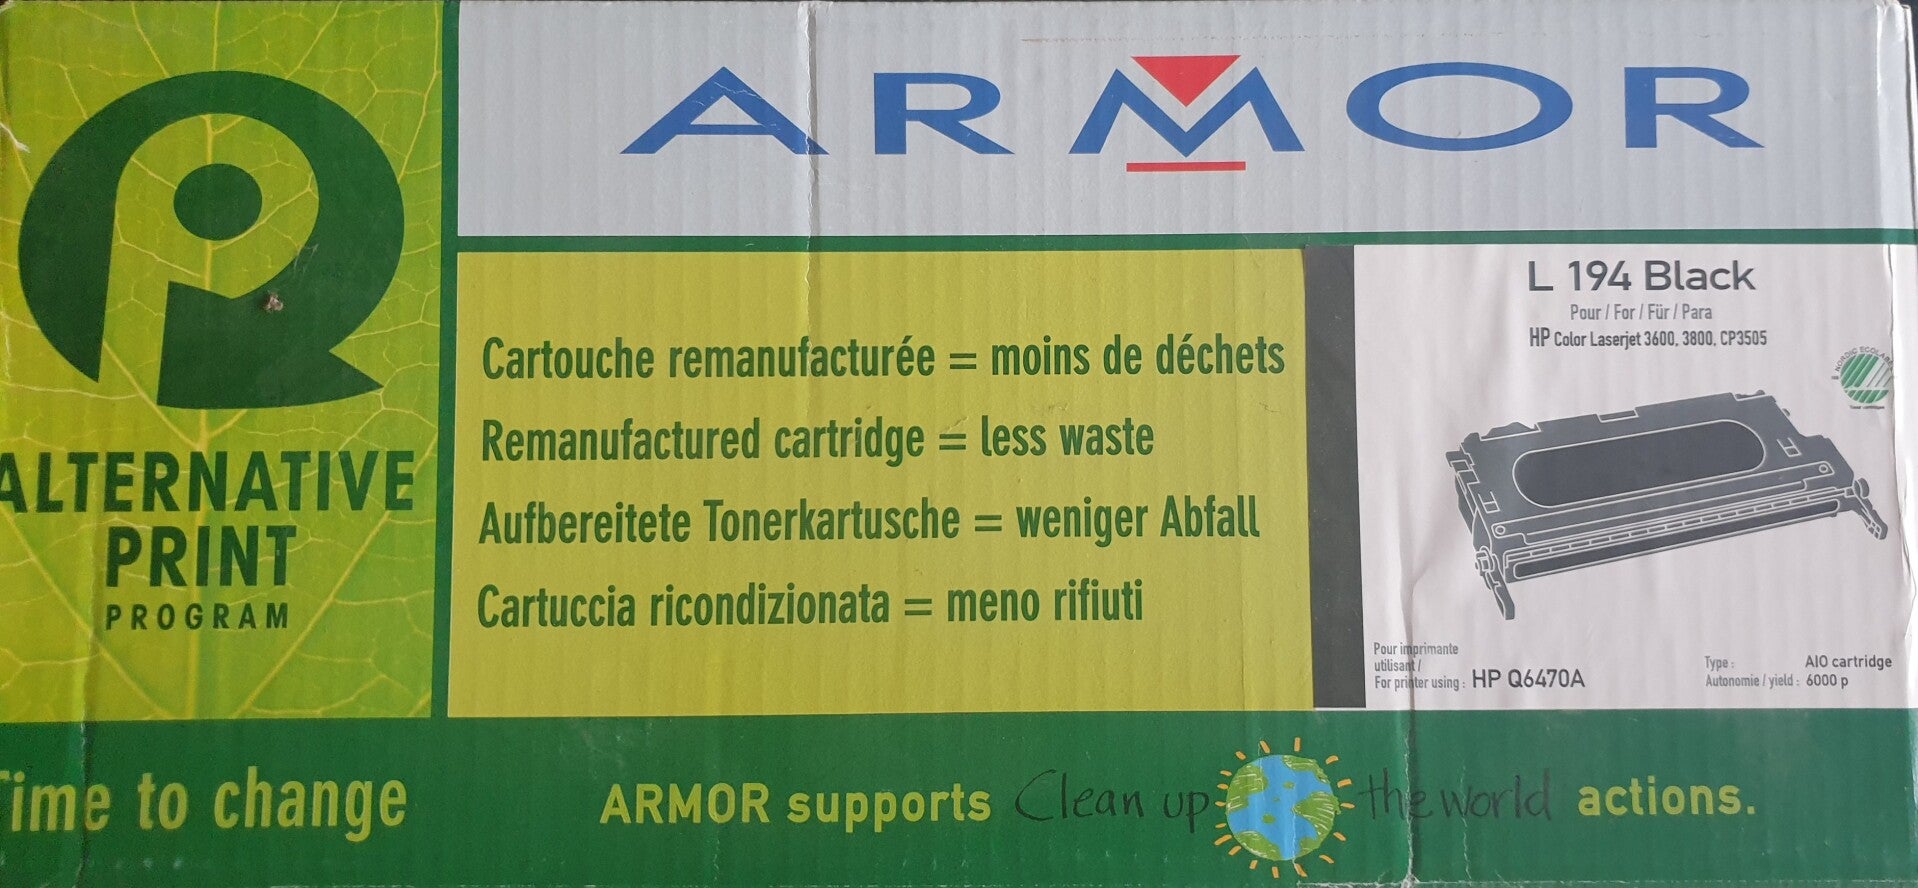 ARMOR
ALTERNATIVE
PRINT
PROGRAM
Cartouche remanufacturée = moins de déchets
Remanufactured cartridge = less waste
Aufbereitete Tonerkartusche = weniger Abfall
Cartuccia ricondizionata = meno rifiuti
L 194 Black
Pour / For / Für / Para
HP Color Laserjet 3600, 3800, CP3505
Pour imprimante
utilisant /
For printer using : HP Q6470A
Type : AIO cartridge
Autonomie / yield : 6000 p
Time to change
ARMOR supports Clean up the world actions.